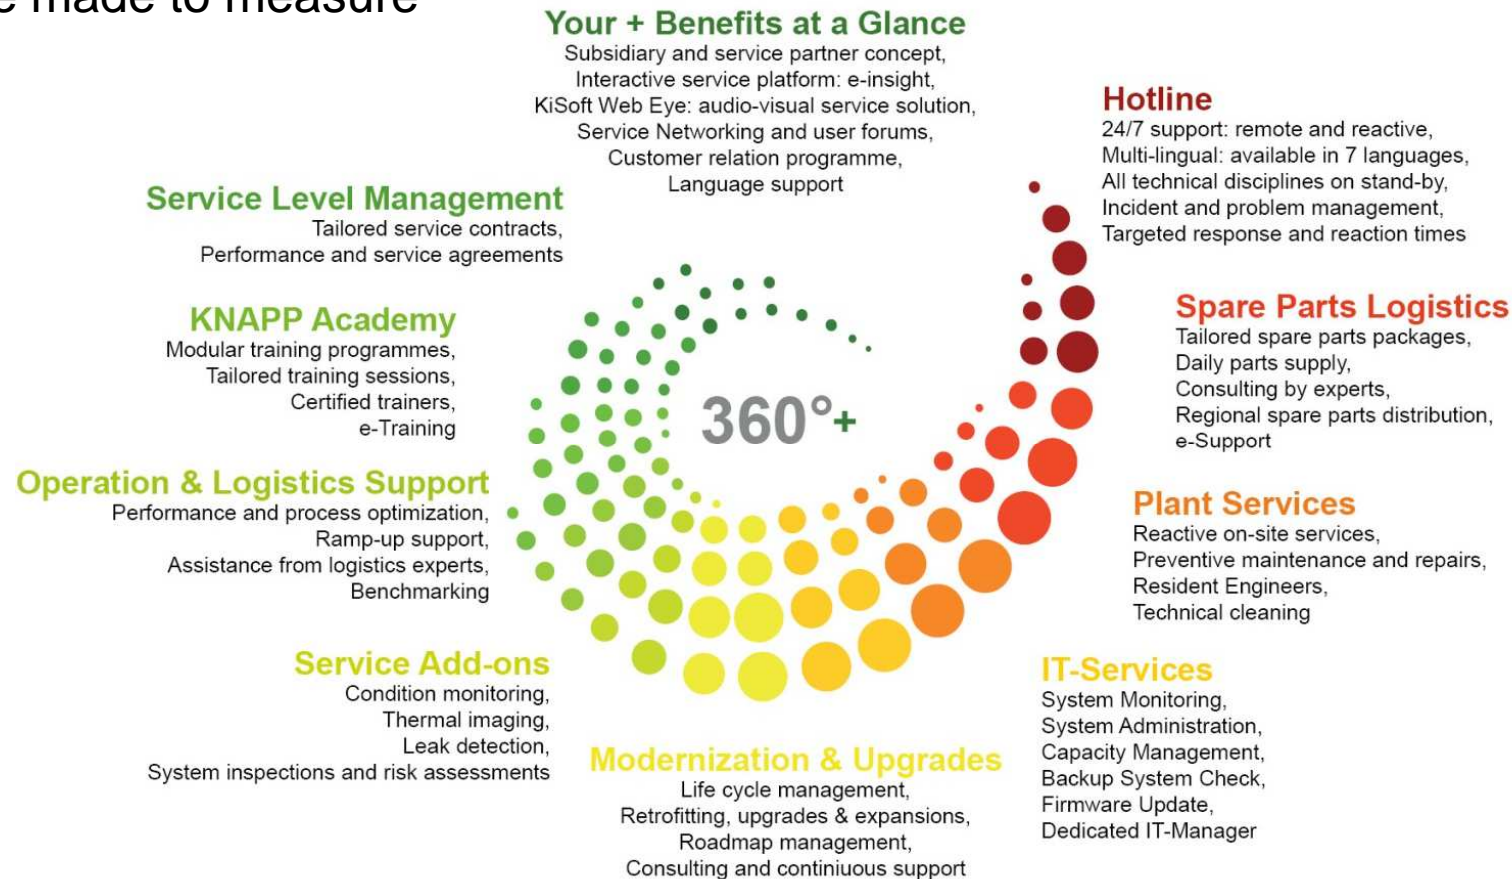 e made to measure
Your + Benefits at a Glance
Subsidiary and service partner concept,
Interactive service platform: e-insight,
KiSoft Web Eye: audio-visual service solution,
Service Networking and user forums,
Customer relation programme,
Language support
Hotline
24/7 support: remote and reactive,
Multi-lingual: available in 7 languages,
All technical disciplines on stand-by,
Incident and problem management,
Targeted response and reaction times
Spare Parts Logistics
Tailored spare parts packages,
Daily parts supply,
Consulting by experts,
Regional spare parts distribution,
e-Support
Plant Services
Reactive on-site services,
Preventive maintenance and repairs,
Resident Engineers,
Technical cleaning
IT-Services
System Monitoring,
System Administration,
Capacity Management,
Backup System Check,
Firmware Update,
Dedicated IT-Manager
Modernization & Upgrades
Life cycle management,
Retrofitting, upgrades & expansions,
Roadmap management,
Consulting and continiuous support
Service Add-ons
Condition monitoring,
Thermal imaging,
Leak detection,
System inspections and risk assessments
Operation & Logistics Support
Performance and process optimization,
Ramp-up support,
Assistance from logistics experts,
Benchmarking
KNAPP Academy
Modular training programmes,
Tailored training sessions,
Certified trainers,
e-Training
Service Level Management
Tailored service contracts,
Performance and service agreements
360°+